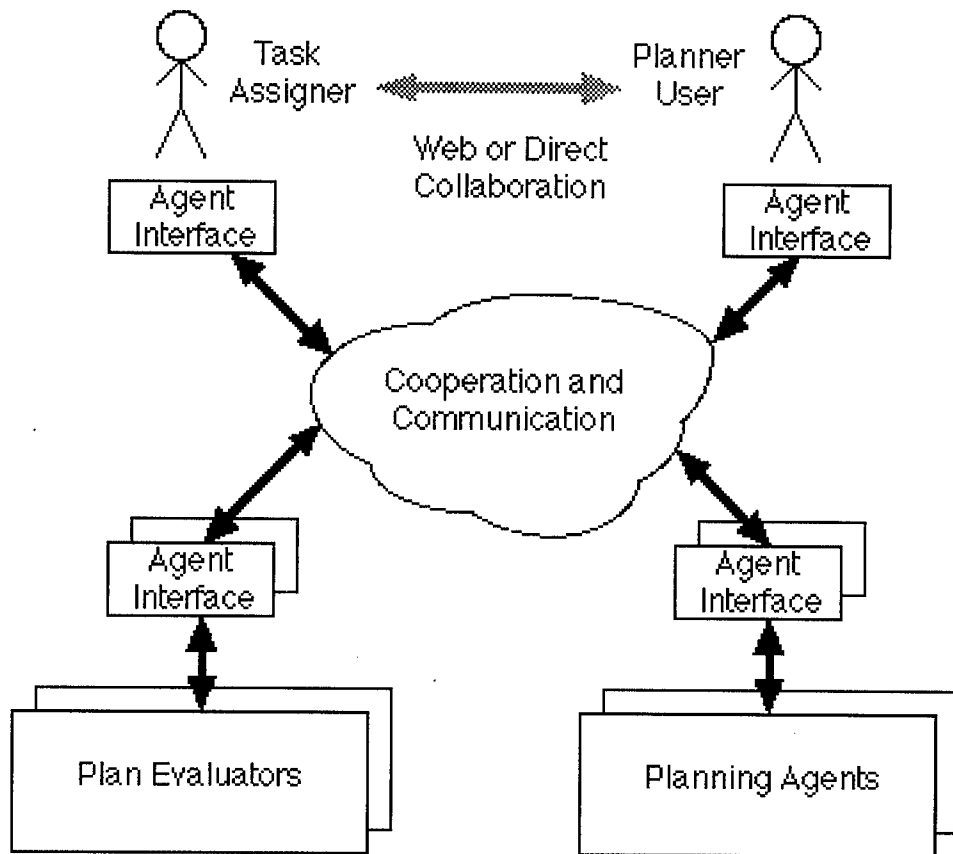 Task
Assigner
Planner
User
Web or Direct
Collaboration
Agent
Interface
Agent
Interface
Cooperation and
Communication
Agent
Interface
Agent
Interface
Plan Evaluators
Planning Agents